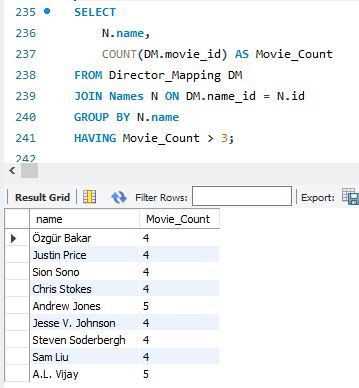 235 SELECT
236 N.name,
237 COUNT(DM.movie_id) AS Movie_Count
238 FROM Director_Mapping DM
239 JOIN Names N ON DM.name_id = N.id
240 GROUP BY N.name
241 HAVING Movie_Count > 3;
242
Result Grid Filter Rows: Export:
name Movie_Count
Özgür Bakar 4
Justin Price 4
Sion Sono 4
Chris Stokes 4
Andrew Jones 5
Jesse V. Johnson 4
Steven Soderbergh 4
Sam Liu 4
A.L. Vijay 5